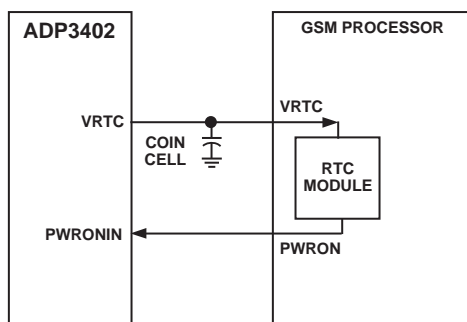 ADP3402
GSM PROCESSOR
VRTC
VRTC
COIN
CELL
RTC
MODULE
PWRONIN
PWRON